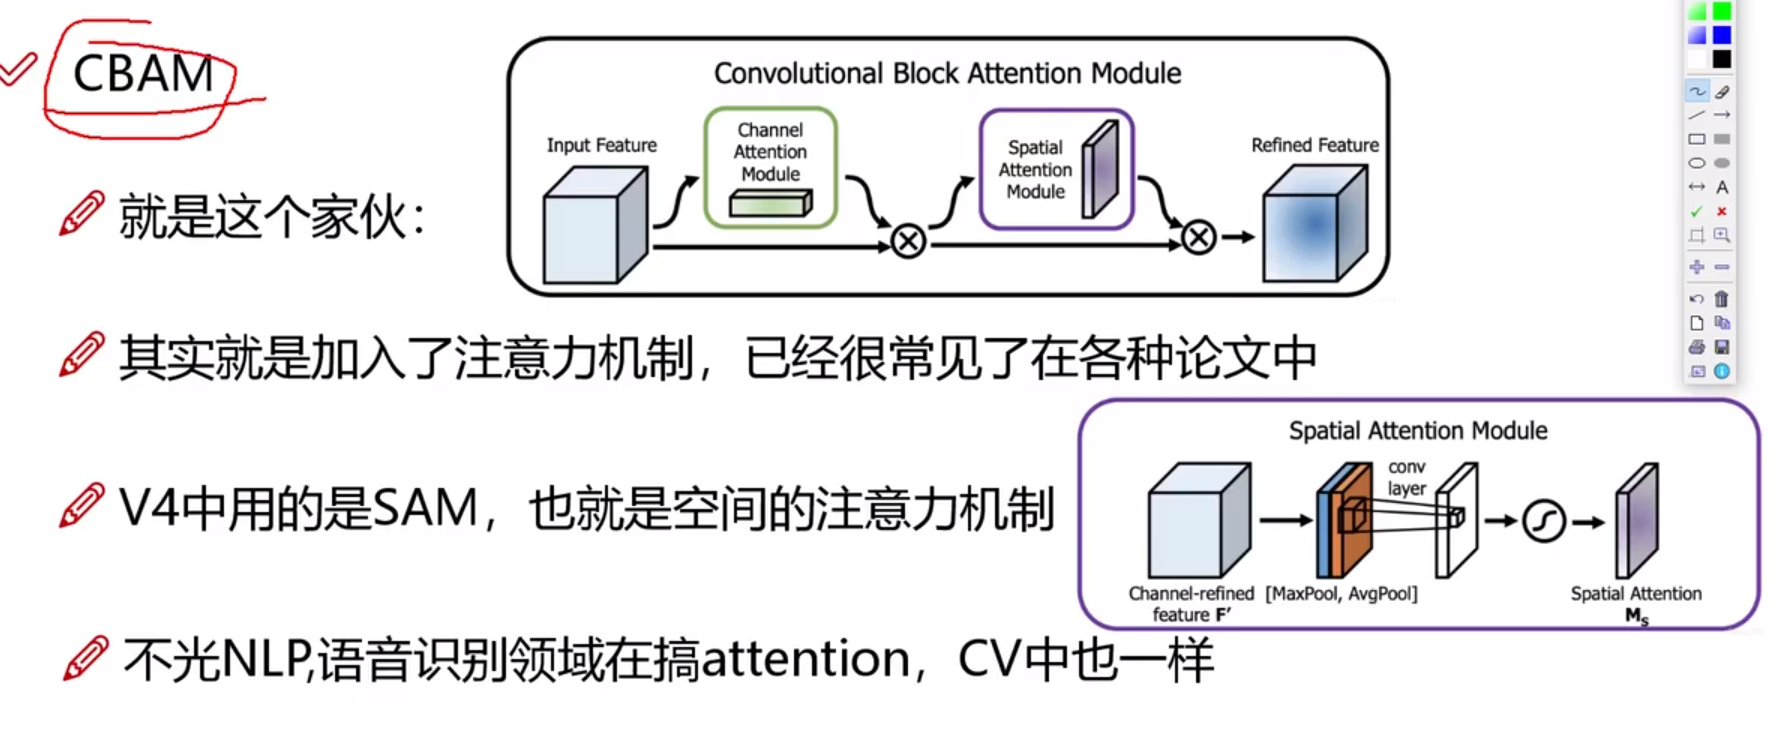 CBAM
Convolutional Block Attention Module
Input Feature
Channel
Attention
Module
Spatial
Attention
Module
Refined Feature
就是这个家伙：
其实就是加入了注意力机制，已经很常见了在各种论文中
V4中用的是SAM，也就是空间的注意力机制
Spatial Attention Module
conv
layer
Channel-refined
feature F′
[MaxPool, AvgPool]
Spatial Attention
Ms
不光NLP,语音识别领域在搞attention，CV中也一样
A